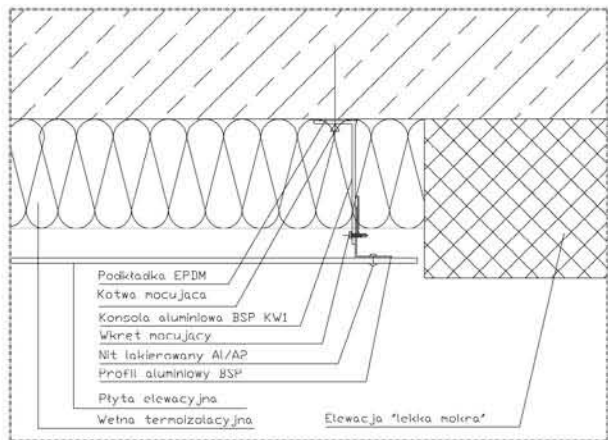 Podkładka EPDM
Kotwa mocująca
Konsola aluminiowa BSP KW1
Wkręt mocujący
Nit lakierowany Al/A2
Profil aluminiowy BSP
Płyta elewacyjna
Wełna termoizolacyjna
Elewacja "lekka mokra"